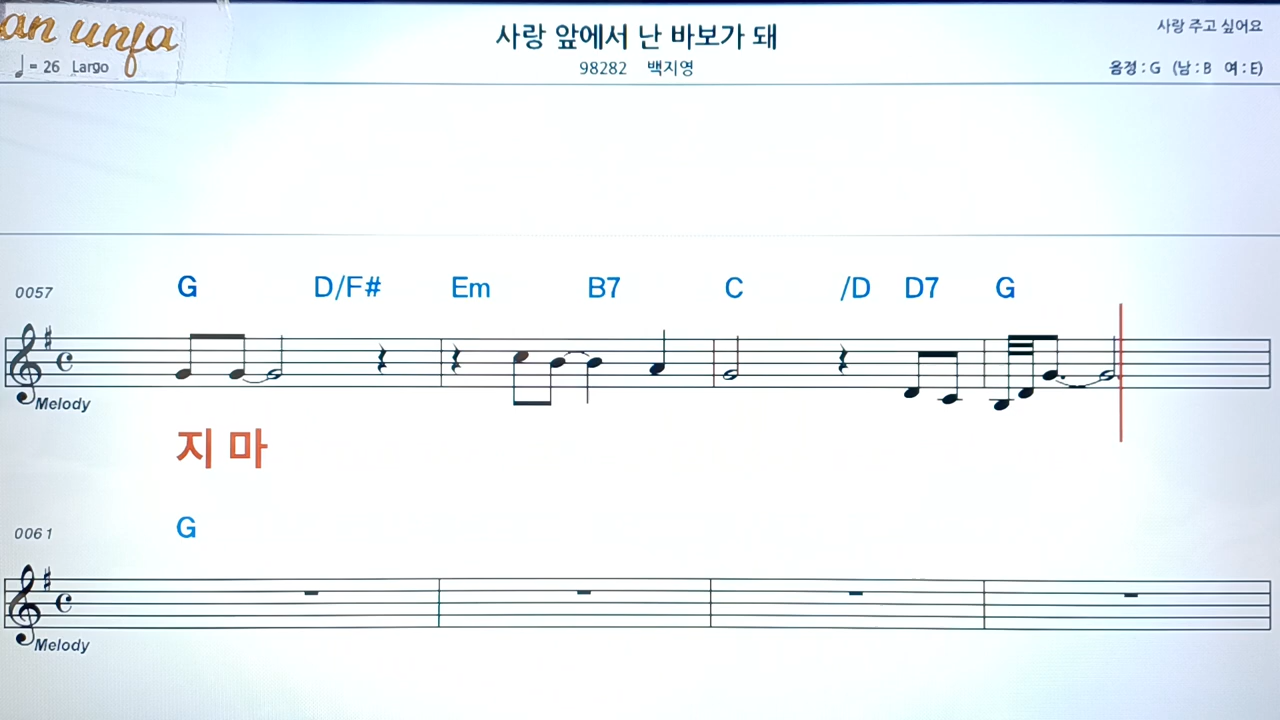 an unfa
사랑 앞에서 난 바보가 돼
사랑 주고 싶어요
♩= 26 Largo
98282 백지영
음정 : G (남 : B 여 : E)
0057
G D/F# Em B7 C /D D7 G
Melody
지 마
0061
G
Melody